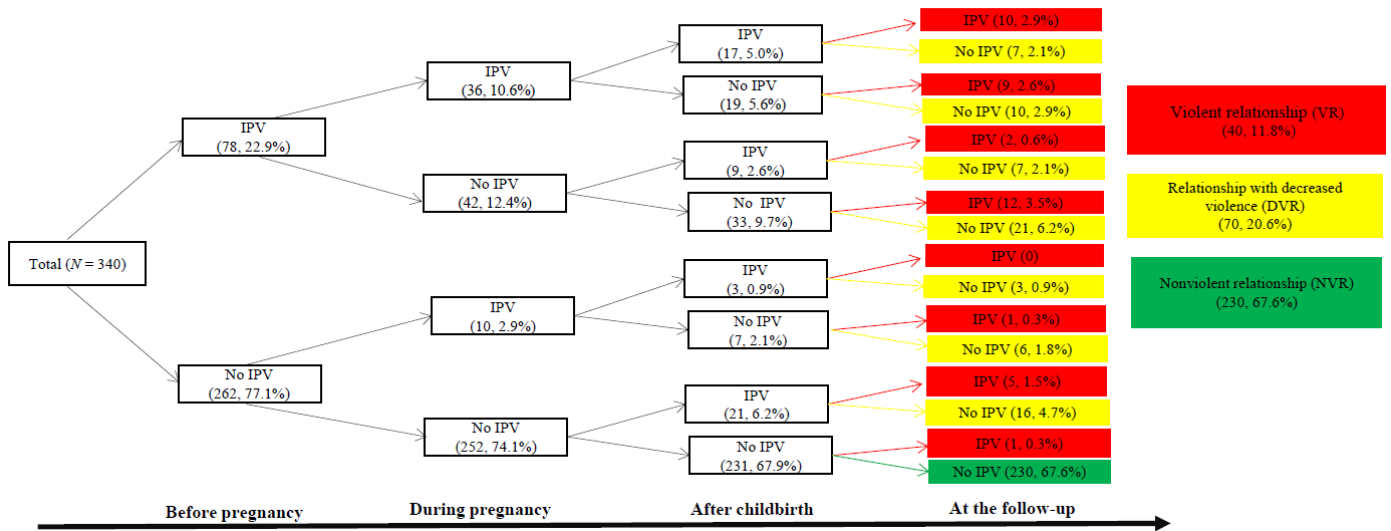 Total (N = 340)
IPV
(78, 22.9%)
No IPV
(262, 77.1%)
IPV
(36, 10.6%)
No IPV
(42, 12.4%)
IPV
(10, 2.9%)
No IPV
(252, 74.1%)
IPV
(17, 5.0%)
No IPV
(19, 5.6%)
IPV
(9, 2.6%)
No IPV
(33, 9.7%)
IPV
(3, 0.9%)
No IPV
(7, 2.1%)
IPV
(21, 6.2%)
No IPV
(231, 67.9%)
IPV (10, 2.9%)
No IPV (7, 2.1%)
IPV (9, 2.6%)
No IPV (10, 2.9%)
IPV (2, 0.6%)
No IPV (7, 2.1%)
IPV (12, 3.5%)
No IPV (21, 6.2%)
IPV (0)
No IPV (3, 0.9%)
IPV (1, 0.3%)
No IPV (6, 1.8%)
IPV (5, 1.5%)
No IPV (16, 4.7%)
IPV (1, 0.3%)
No IPV (230, 67.6%)
Violent relationship (VR)
(40, 11.8%)
Relationship with decreased
violence (DVR)
(70, 20.6%)
Nonviolent relationship (NVR)
(230, 67.6%)
Before pregnancy
During pregnancy
After childbirth
At the follow-up